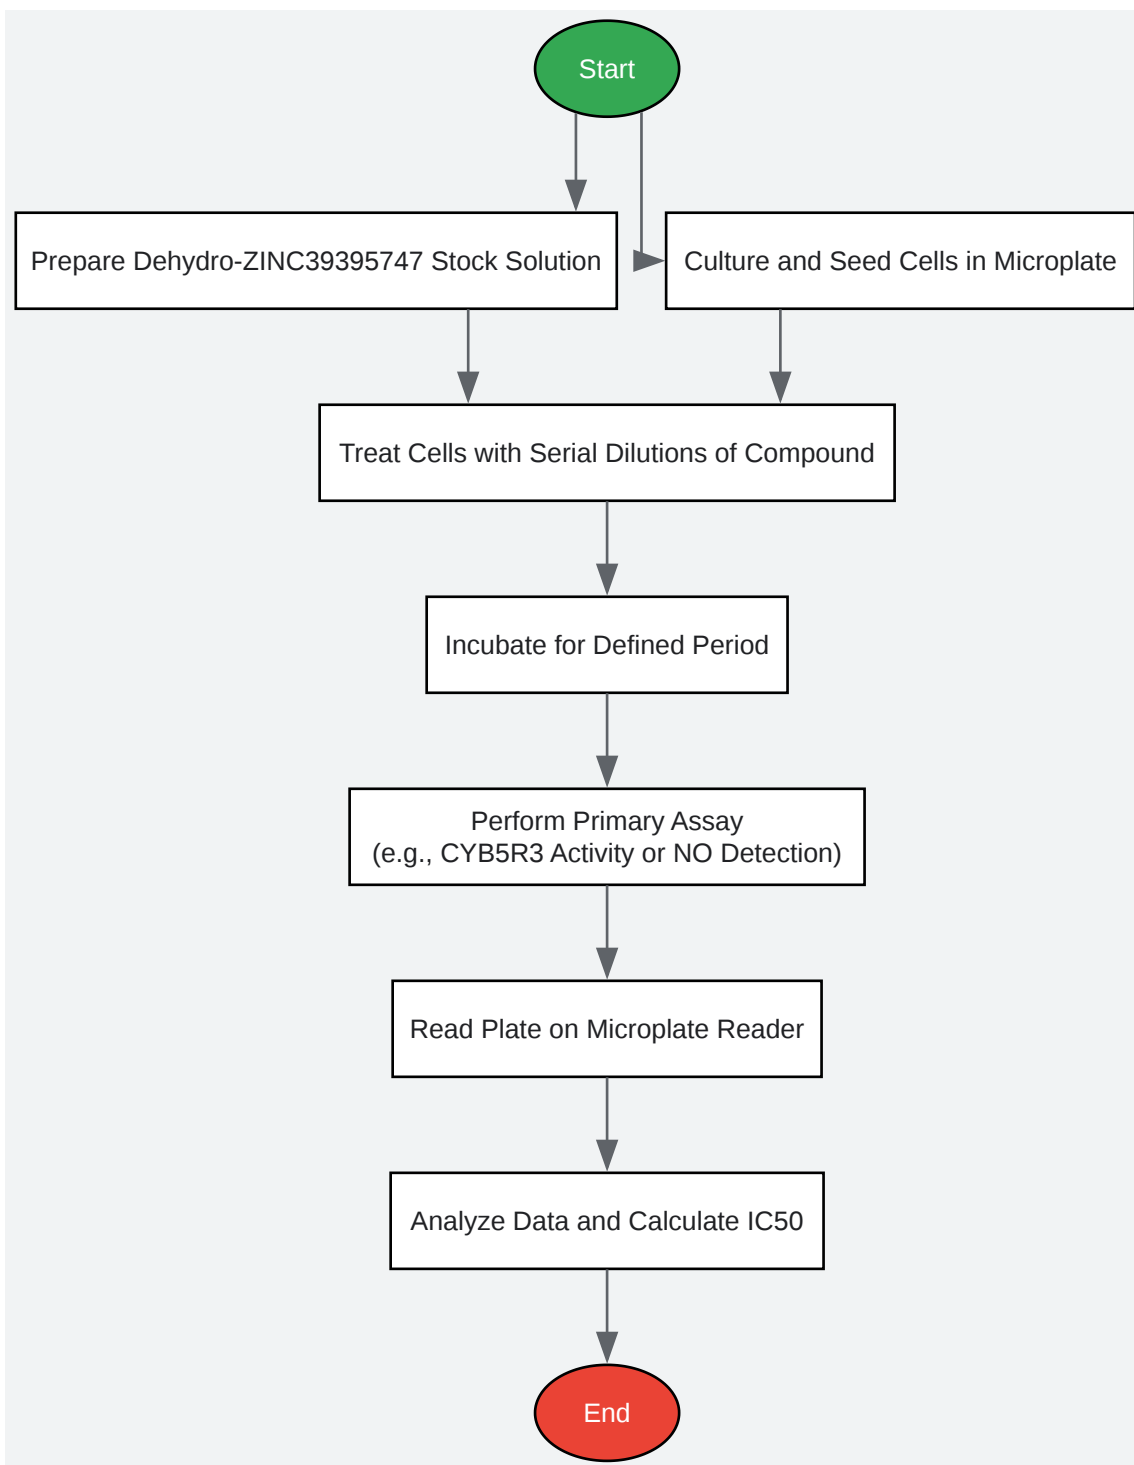 Start
Prepare Dehydro-ZINC39395747 Stock Solution
Culture and Seed Cells in Microplate
Treat Cells with Serial Dilutions of Compound
Incubate for Defined Period
Perform Primary Assay
(e.g., CYB5R3 Activity or NO Detection)
Read Plate on Microplate Reader
Analyze Data and Calculate IC50
End